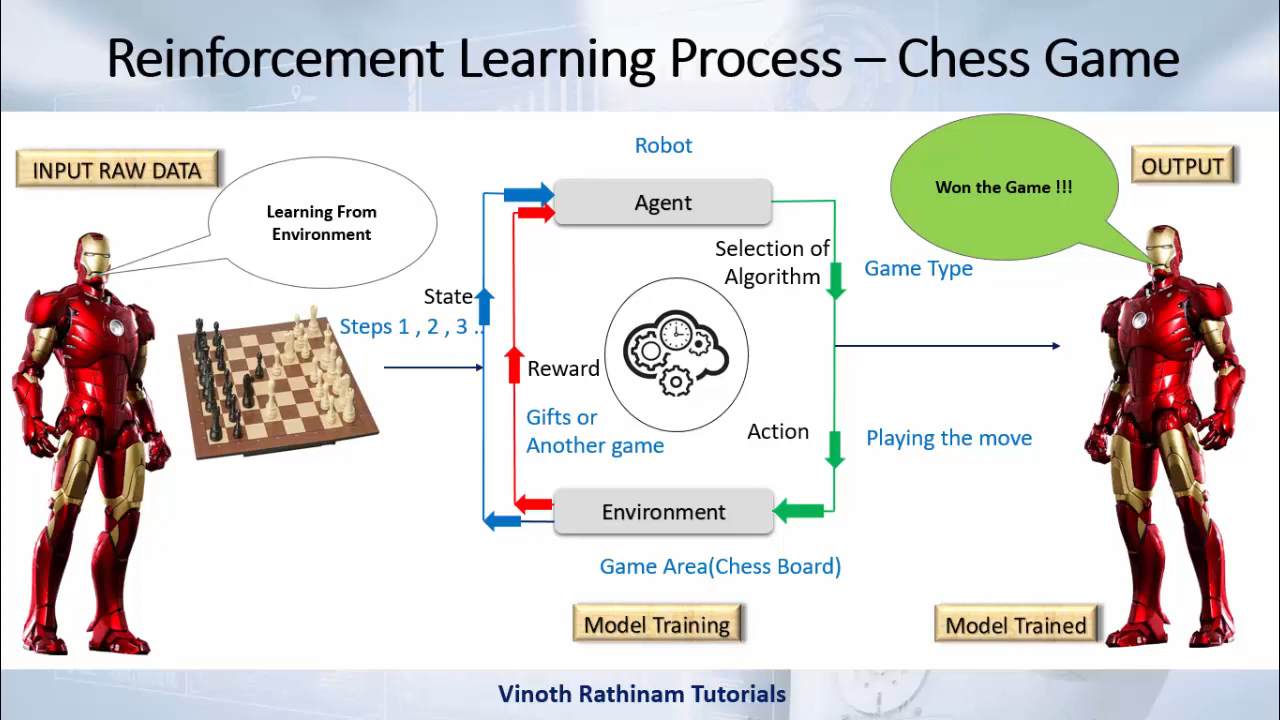 Reinforcement Learning Process – Chess Game
INPUT RAW DATA
Learning From
Environment
Robot
Agent
Won the Game !!!
OUTPUT
Selection of
Algorithm
Game Type
State
Steps 1 , 2 , 3 ..
Reward
Gifts or
Another game
Action
Playing the move
Environment
Game Area(Chess Board)
Model Training
Model Trained
Vinoth Rathinam Tutorials